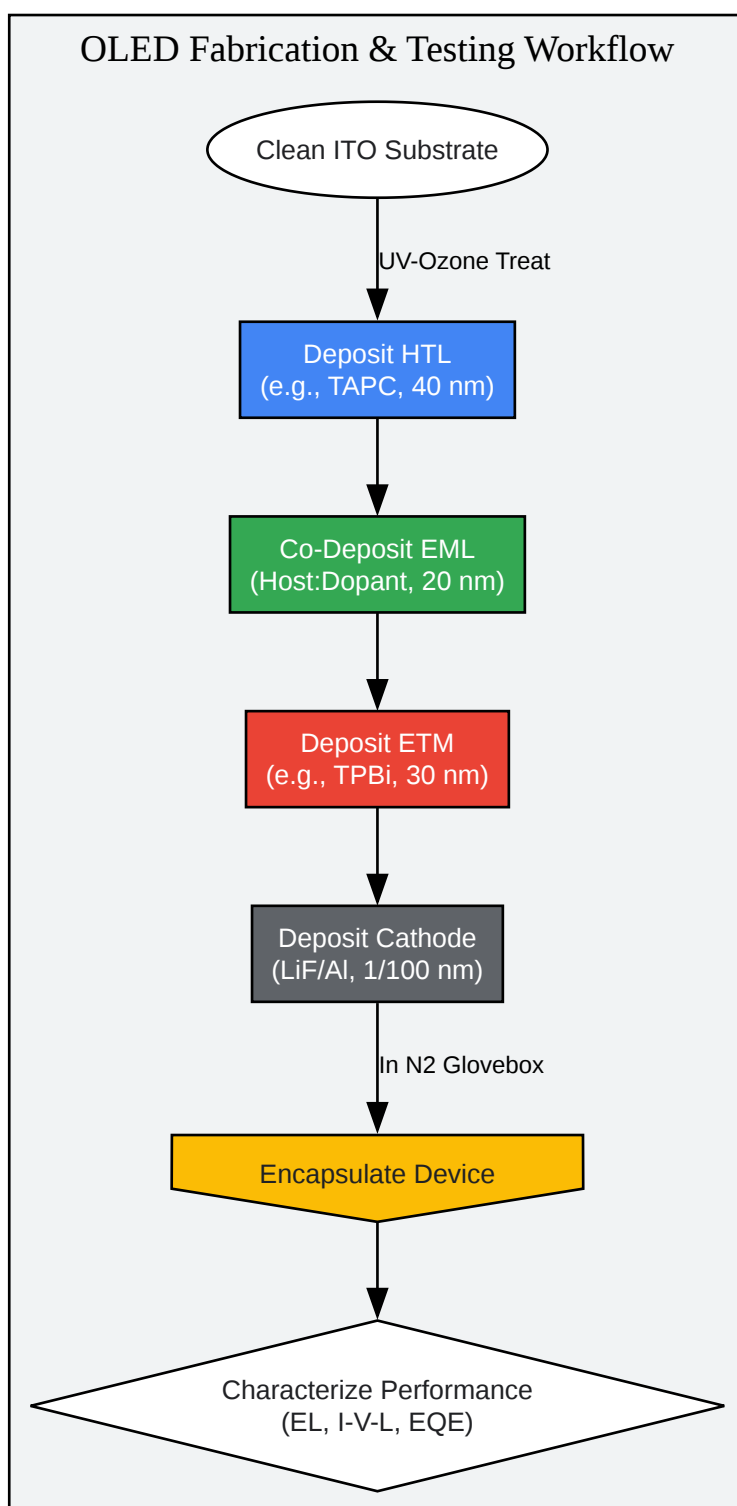 OLED Fabrication & Testing Workflow
Clean ITO Substrate
UV-Ozone Treat
Deposit HTL
(e.g., TAPC, 40 nm)
Co-Deposit EML
(Host:Dopant, 20 nm)
Deposit ETM
(e.g., TPBi, 30 nm)
Deposit Cathode
(LiF/Al, 1/100 nm)
In N2 Glovebox
Encapsulate Device
Characterize Performance
(EL, I-V-L, EQE)